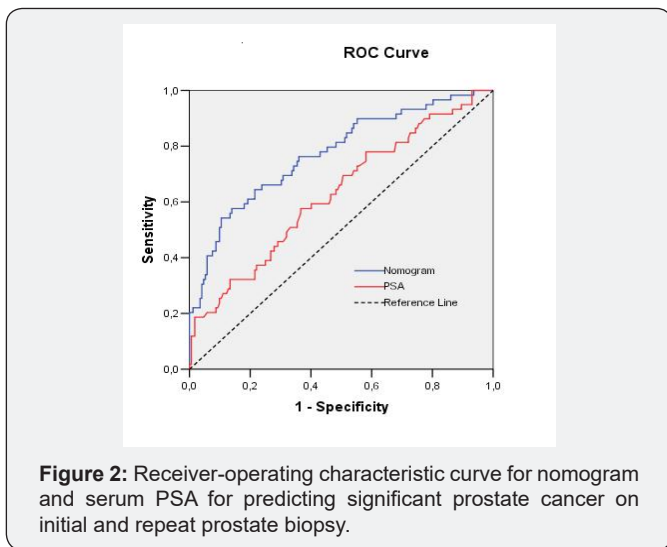 ROC Curve
Sensitivity
1,0
0,8
0,6
0,4
0,2
0,0
Nomogram
PSA
Reference Line
0,0 0,2 0,4 0,6 0,8 1,0
1 - Specificity
Figure 2: Receiver-operating characteristic curve for nomogram
and serum PSA for predicting significant prostate cancer on
initial and repeat prostate biopsy.